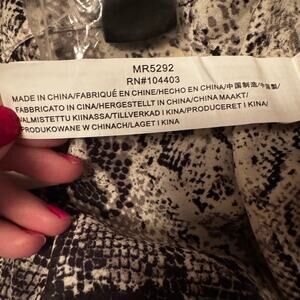 MR5292
RN#104403
MADE IN CHINA/FABRIQUÉ EN CHINE/HECHO EN CHINA/中国制造/中國製/
FABBRICATO IN CINA/HERGESTELLT IN CHINA/CHINA MAAKT/
VALMISTETTU KIINASSA/TILLVERKAD I KINA/PRODUCERET I KINA/
PRODUKOWANE W CHINACH/LAGET I KINA